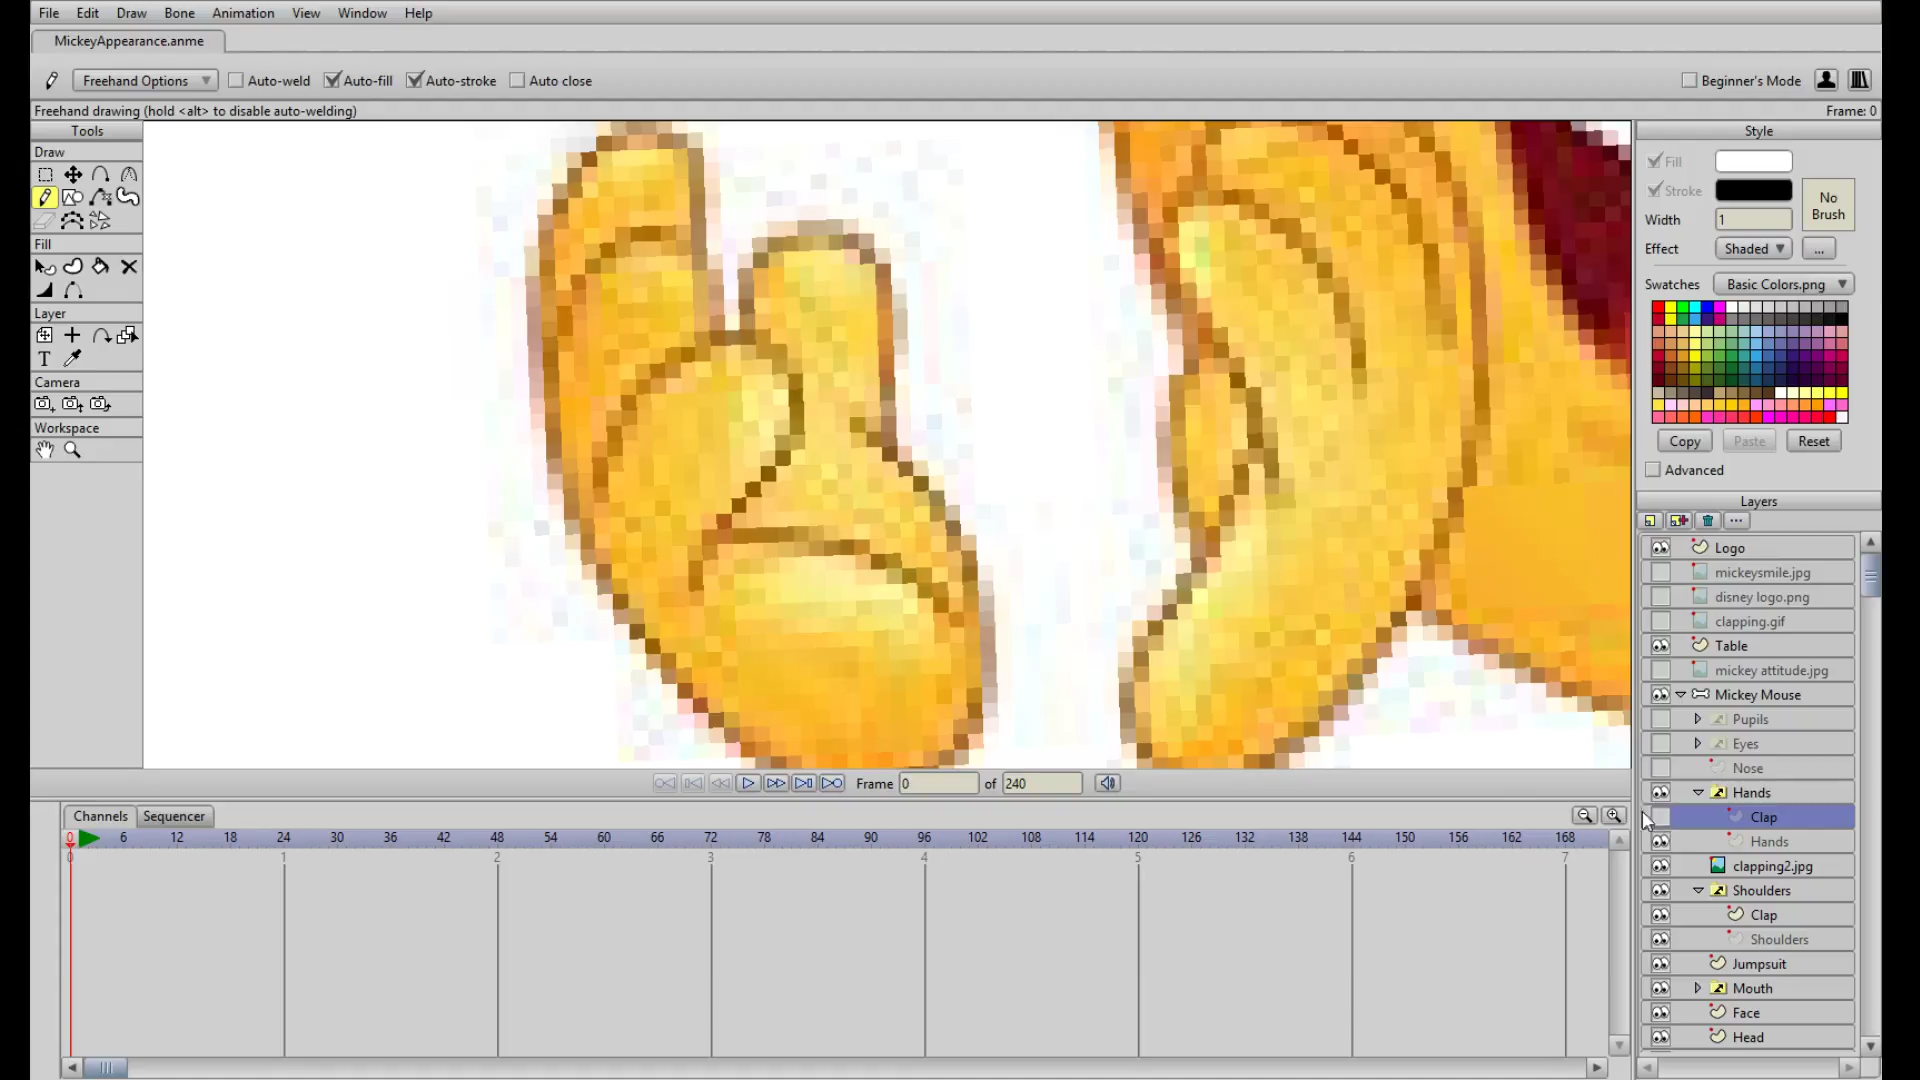 File Edit Draw Bone Animation View Window Help
MickeyAppearance.anme
Freehand Options Auto-weld Auto-fill Auto-stroke Auto close Beginner's Mode
Freehand drawing (hold <alt> to disable auto-welding) Frame: 0
Tools
Draw
Fill
Layer
T
Camera
Workspace
Style
Fill
Stroke
No Brush
Width 1
Effect Shaded ...
Swatches Basic Colors.png
Copy Paste Reset
Advanced
Layers
Logo
mickeysmile.jpg
disney logo.png
clapping.gif
Table
mickey attitude.jpg
Mickey Mouse
Pupils
Eyes
Nose
Hands
Clap
Hands
clapping2.jpg
Shoulders
Clap
Shoulders
Jumpsuit
Mouth
Face
Head
Frame 0 of 240
Channels Sequencer
0 6 12 18 24 30 36 42 48 54 60 66 72 78 84 90 96 102 108 114 120 126 132 138 144 150 156 162 168
0 1 2 3 4 5 6 7